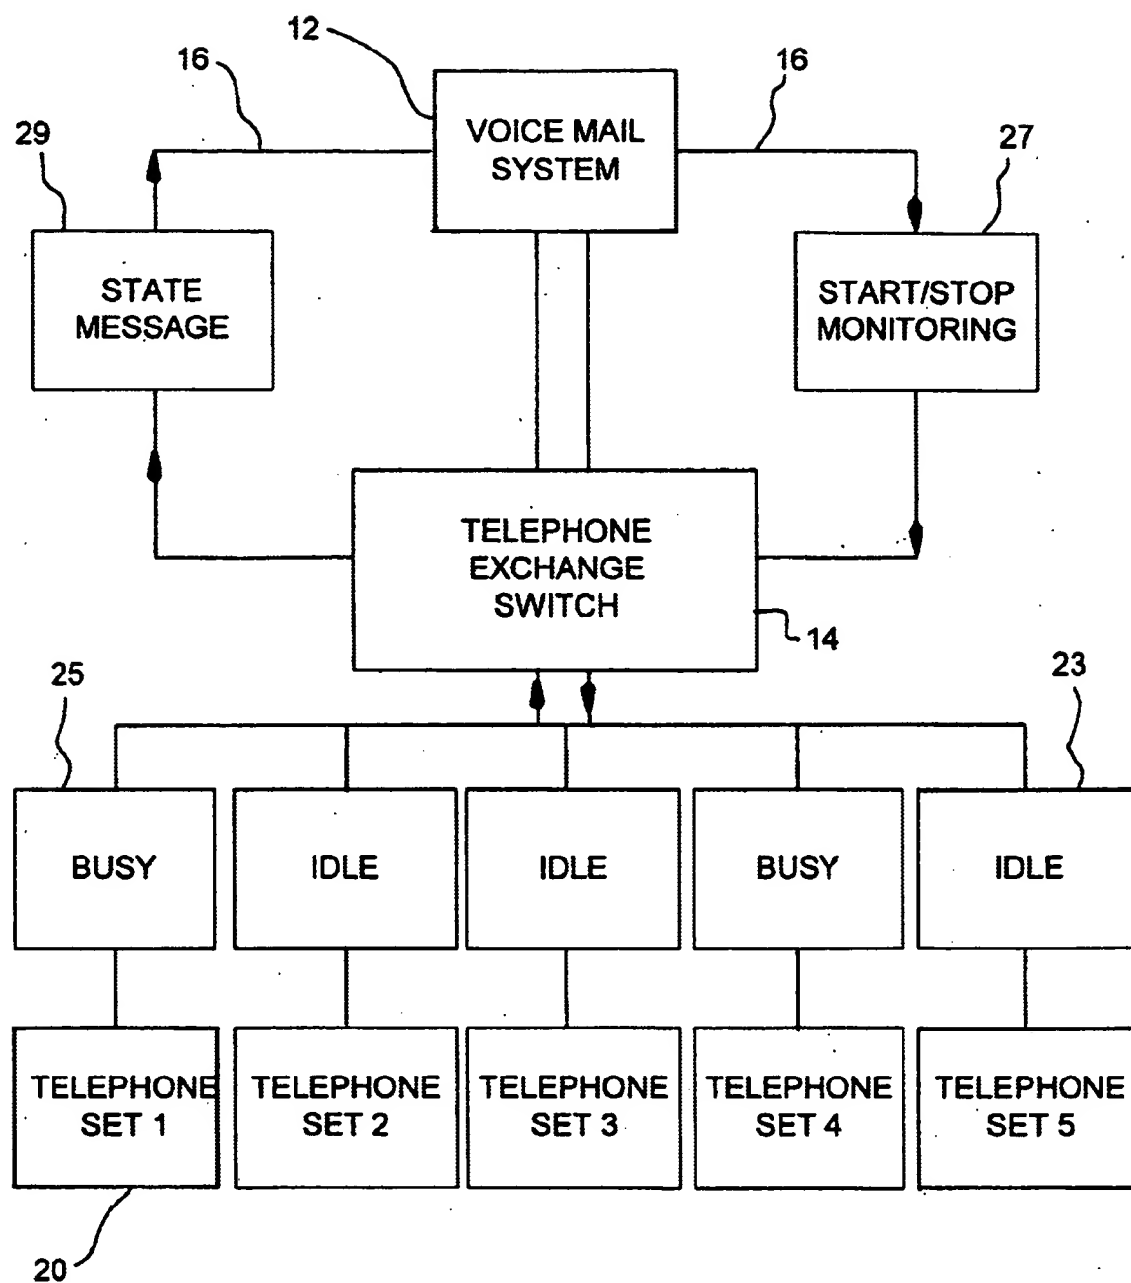 12
16
16
VOICE MAIL
SYSTEM
29
27
STATE
MESSAGE
START/STOP
MONITORING
TELEPHONE
EXCHANGE
SWITCH
14
25
23
BUSY
IDLE
IDLE
BUSY
IDLE
TELEPHONE
SET 1
TELEPHONE
SET 2
TELEPHONE
SET 3
TELEPHONE
SET 4
TELEPHONE
SET 5
20